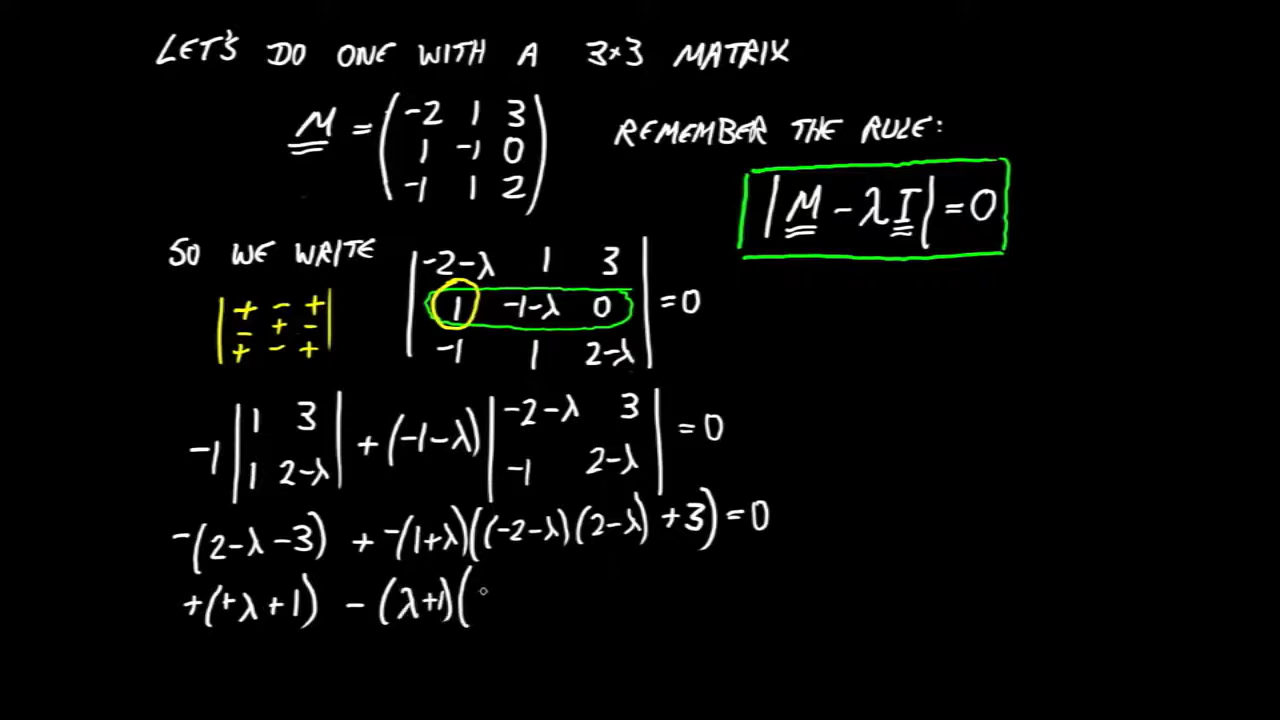 LET'S DO ONE WITH A 3×3 MATRIX
M = (-2 1 3
1 -1 0
-1 1 2)
REMEMBER THE RULE:
|M - λI| = 0
SO WE WRITE
|-2-λ 1 3|
|1 -1-λ 0| = 0
|-1 1 2-λ|
|+ - +|
|- + -|
|+ - +|
-1 |1 3| + (-1-λ) |-2-λ 3| = 0
|1 2-λ| |-1 2-λ|
-(2-λ-3) + -(1+λ)((-2-λ)(2-λ)+3) = 0
+(+λ+1) - (λ+1)(